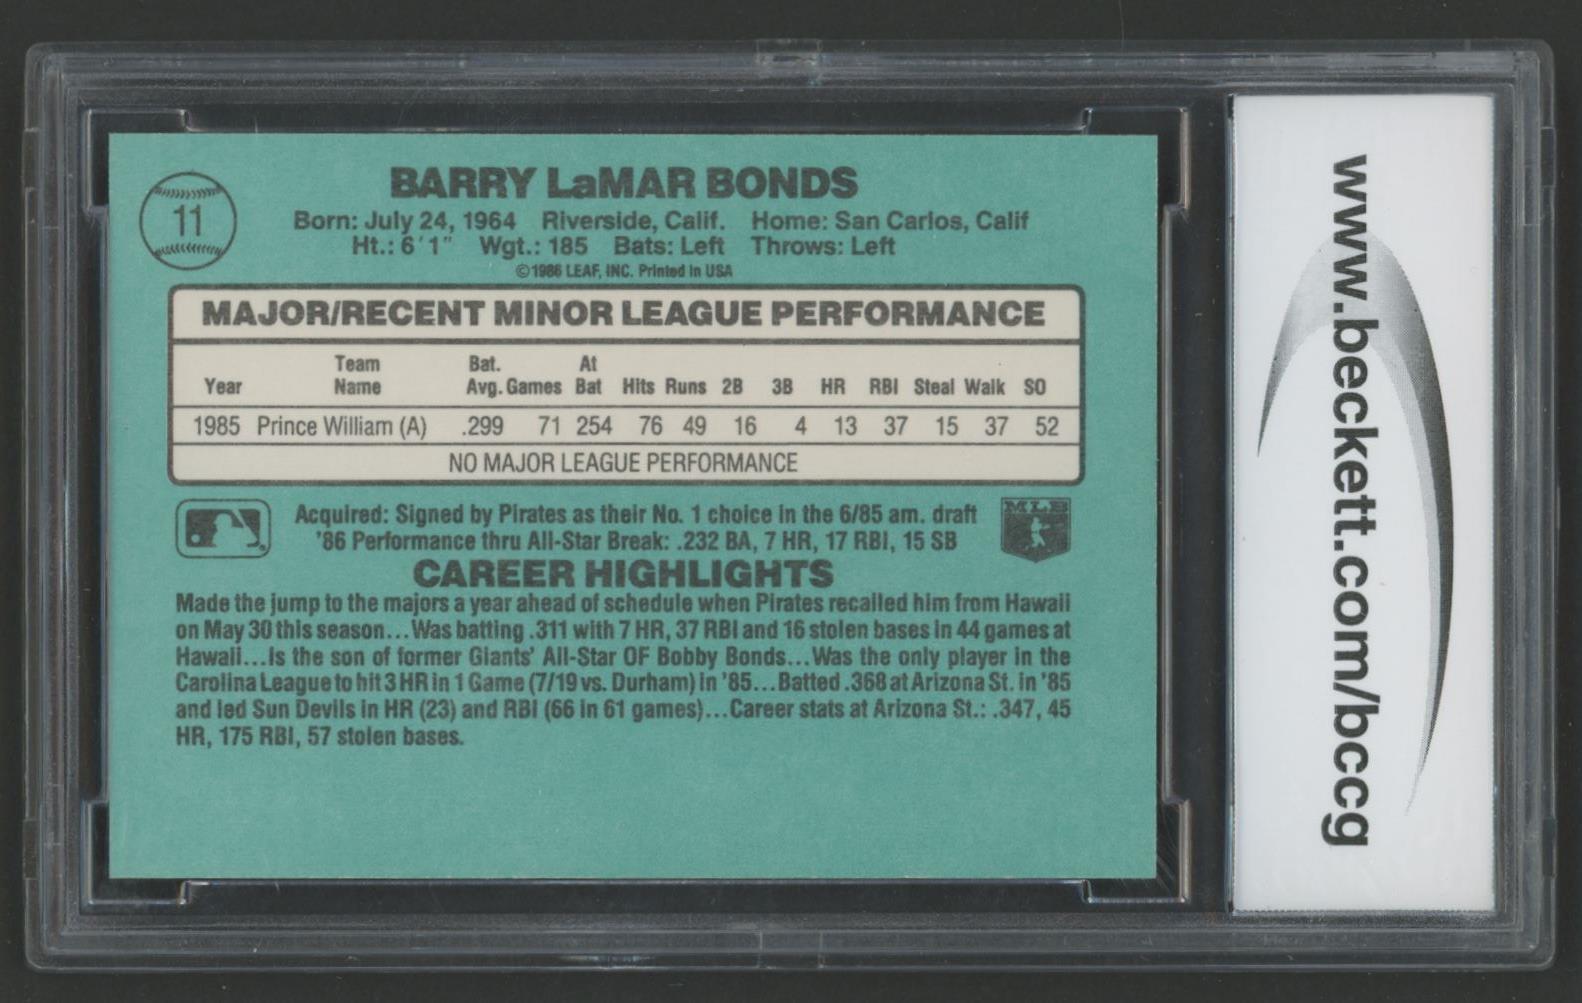 11
BARRY LaMAR BONDS
Born: July 24, 1964 Riverside, Calif. Home: San Carlos, Calif
Ht.: 6'1" Wgt.: 185 Bats: Left Throws: Left
©1986 LEAF, INC. Printed in USA
MAJOR/RECENT MINOR LEAGUE PERFORMANCE
Team Bat. At
Year Name Avg. Games Bat Hits Runs 2B 3B HR RBI Steal Walk SO
1985 Prince William (A) .299 71 254 76 49 16 4 13 37 15 37 52
NO MAJOR LEAGUE PERFORMANCE
Acquired: Signed by Pirates as their No. 1 choice in the 6/85 am. draft
'86 Performance thru All-Star Break: .232 BA, 7 HR, 17 RBI, 15 SB
MLB
CAREER HIGHLIGHTS
Made the jump to the majors a year ahead of schedule when Pirates recalled him from Hawaii
on May 30 this season...Was batting .311 with 7 HR, 37 RBI and 16 stolen bases in 44 games at
Hawaii...Is the son of former Giants' All-Star OF Bobby Bonds...Was the only player in the
Carolina League to hit 3 HR in 1 Game (7/19 vs. Durham) in '85...Batted .368 at Arizona St. in '85
and led Sun Devils in HR (23) and RBI (66 in 61 games)...Career stats at Arizona St.: .347, 45
HR, 175 RBI, 57 stolen bases.
www.beckett.com/bccg